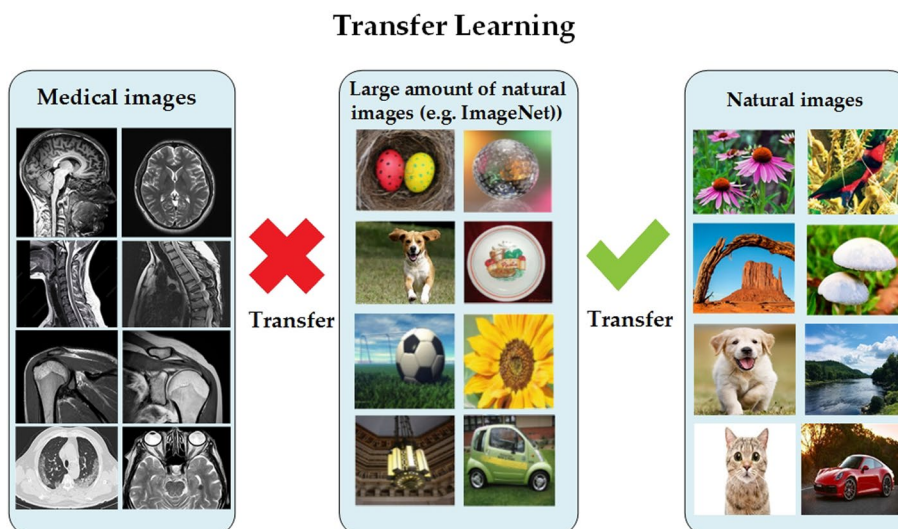 Transfer Learning
Medical images
Large amount of natural
images (e.g. ImageNet))
Natural images
Transfer
Transfer